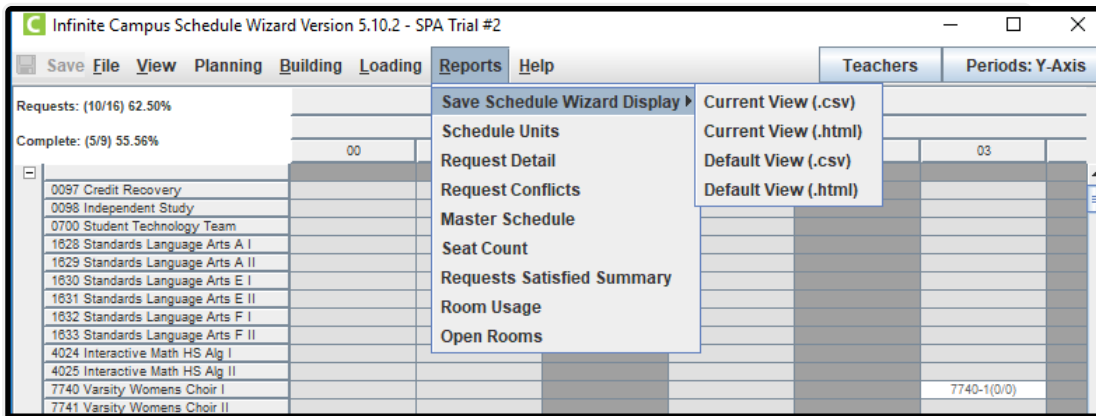 Infinite Campus Schedule Wizard Version 5.10.2 - SPA Trial #2
Save File View Planning Building Loading Reports Help Teachers Periods: Y-Axis
Requests: (10/16) 62.50%
Complete: (5/9) 55.56%
00 03
Save Schedule Wizard Display
Schedule Units
Request Detail
Request Conflicts
Master Schedule
Seat Count
Requests Satisfied Summary
Room Usage
Open Rooms
Current View (.csv)
Current View (.html)
Default View (.csv)
Default View (.html)
0097 Credit Recovery
0098 Independent Study
0700 Student Technology Team
1628 Standards Language Arts A I
1629 Standards Language Arts A II
1630 Standards Language Arts E I
1631 Standards Language Arts E II
1632 Standards Language Arts F I
1633 Standards Language Arts F II
4024 Interactive Math HS Alg I
4025 Interactive Math HS Alg II
7740 Varsity Womens Choir I 7740-1(0/0)
7741 Varsity Womens Choir II